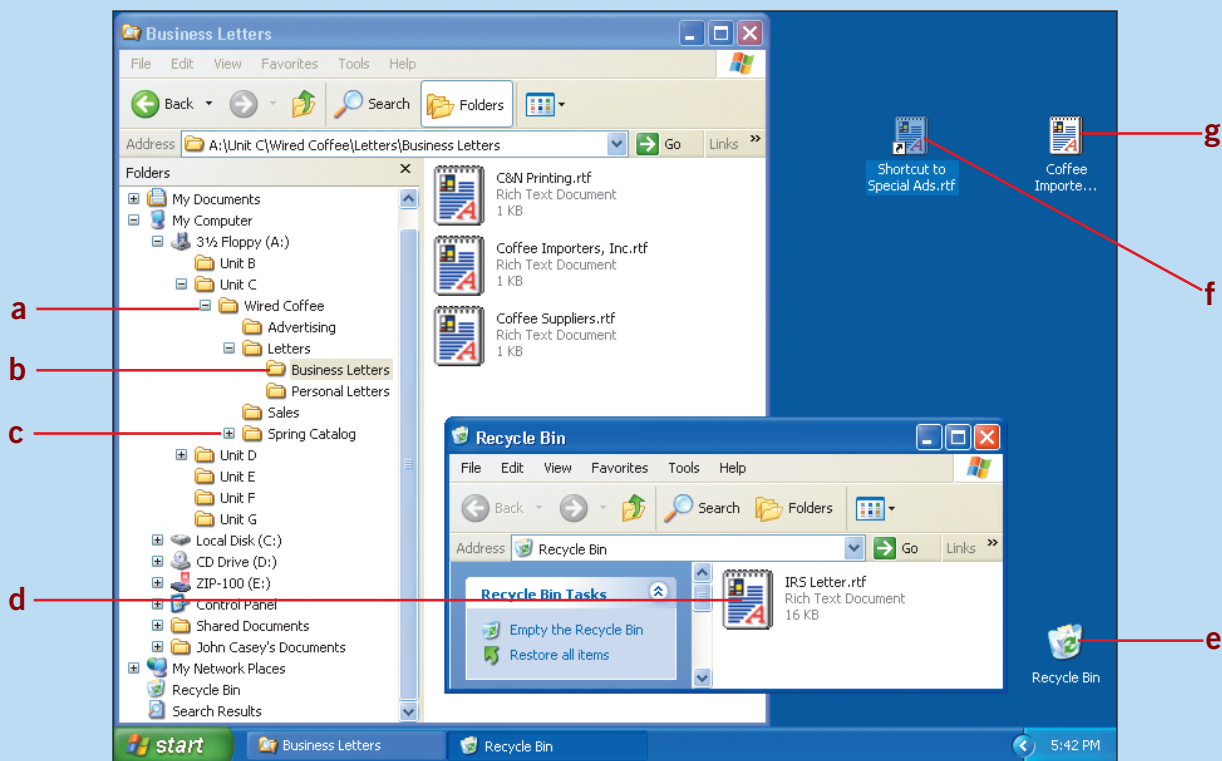 Business Letters
File Edit View Favorites Tools Help
Back Search Folders
Address A:\Unit C\Wired Coffee\Letters\Business Letters Go Links »
Folders
My Documents
My Computer
3½ Floppy (A:)
Unit B
Unit C
Wired Coffee
Advertising
Letters
Business Letters
Personal Letters
Sales
Spring Catalog
Unit D
Unit E
Unit F
Unit G
Local Disk (C:)
CD Drive (D:)
ZIP-100 (E:)
Control Panel
Shared Documents
John Casey's Documents
My Network Places
Recycle Bin
Search Results
C&N Printing.rtf
Rich Text Document
1 KB
Coffee Importers, Inc.rtf
Rich Text Document
1 KB
Coffee Suppliers.rtf
Rich Text Document
1 KB
Recycle Bin
File Edit View Favorites Tools Help
Back Search Folders
Address Recycle Bin Go Links »
Recycle Bin Tasks
Empty the Recycle Bin
Restore all items
IRS Letter.rtf
Rich Text Document
16 KB
Shortcut to
Special Ads.rtf
Coffee
Importe...
Recycle Bin
start Business Letters Recycle Bin 5:42 PM
a
b
c
d
e
f
g